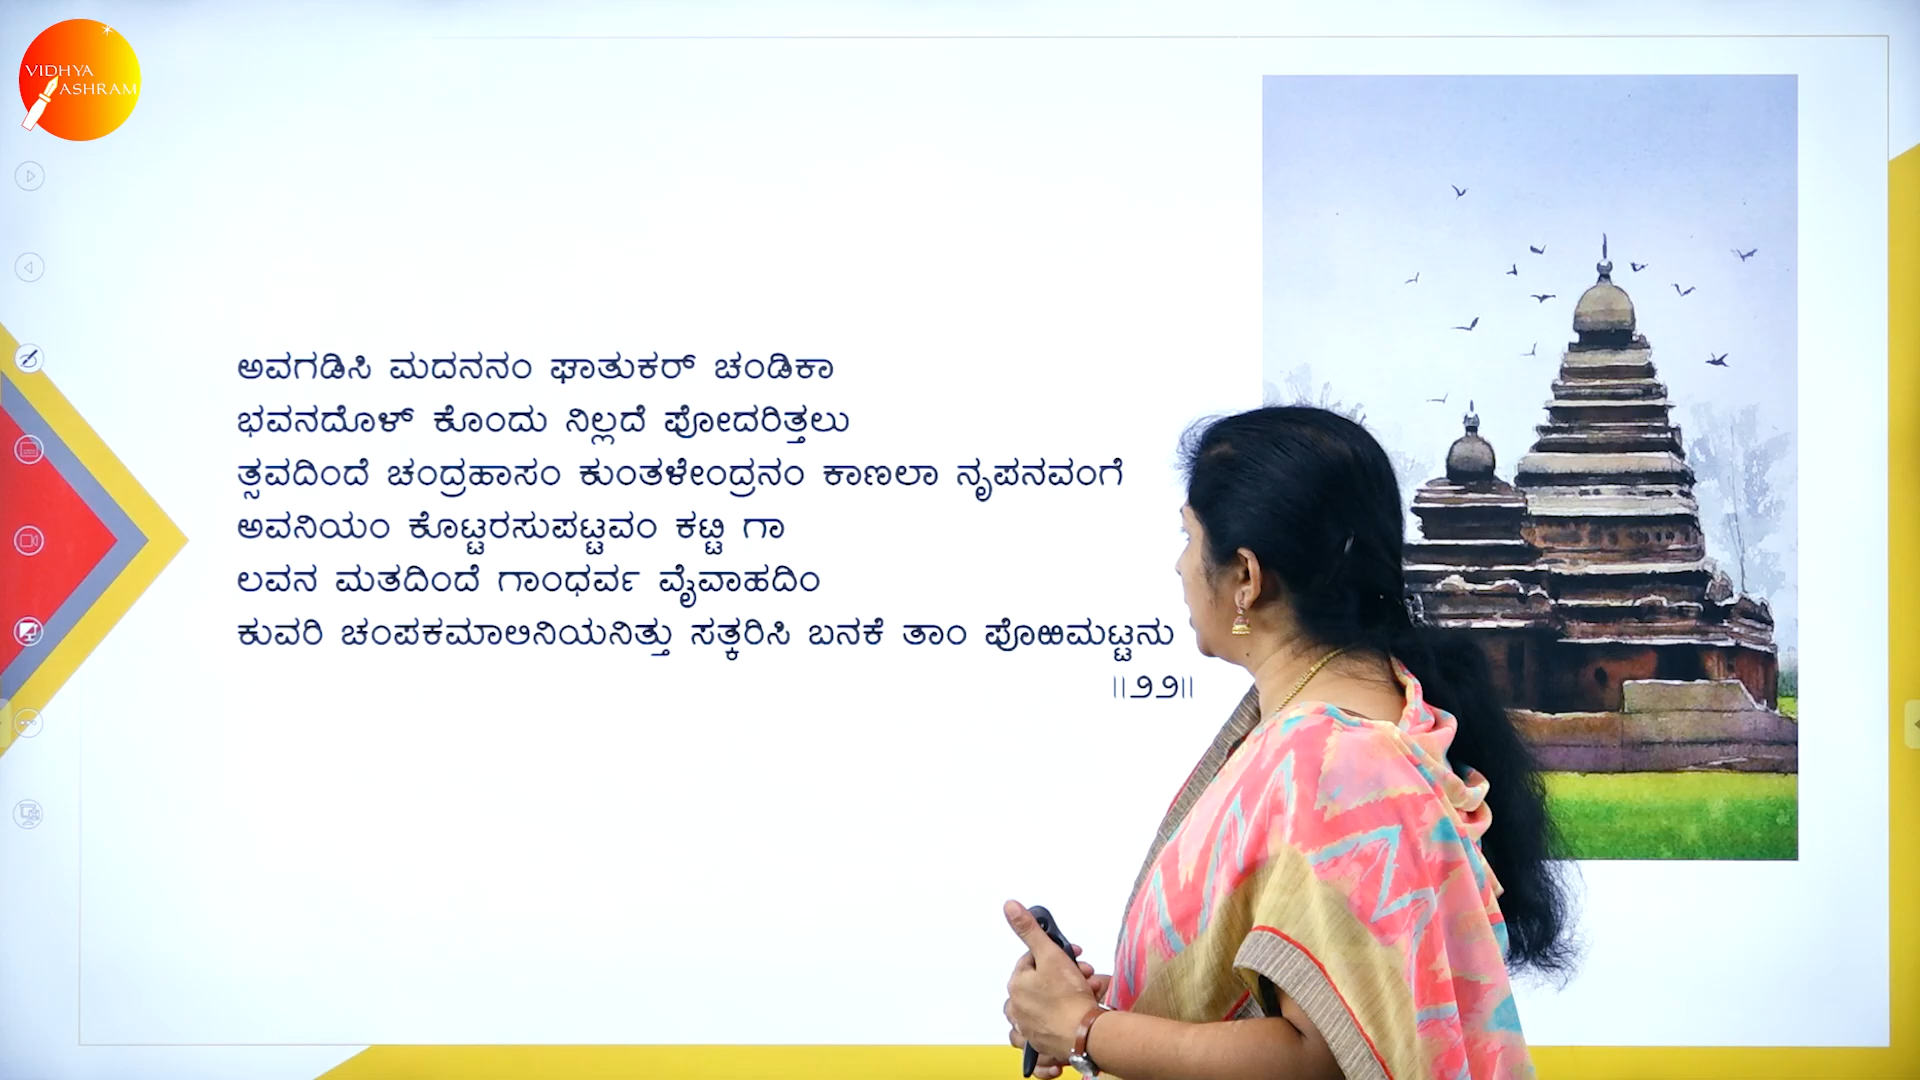 VIDHYA
ASHRAM
ಅವಗಡಿಸಿ ಮದನನಂ ಘಾತುಕರ್ ಚಂಡಿಕಾ
ಭವನದೊಳ್ ಕೊಂದು ನಿಲ್ಲದೆ ಪೋದರಿತ್ತಲು
ತ್ಸವದಿಂದೆ ಚಂದ್ರಹಾಸಂ ಕುಂತಳೇಂದ್ರನಂ ಕಾಣಲಾ ನೃಪನವಂಗೆ
ಅವನಿಯಂ ಕೊಟ್ಟರಸುಪಟ್ಟವಂ ಕಟ್ಟಿ ಗಾ
ಲವನ ಮತದಿಂದೆ ಗಾಂಧರ್ವ ವೈವಾಹದಿಂ
ಕುವರಿ ಚಂಪಕಮಾಲಿನಿಯನಿತ್ತು ಸತ್ಕರಿಸಿ ಬನಕೆ ತಾಂ ಪೊಱಮಟ್ಟನು
॥೨೨॥